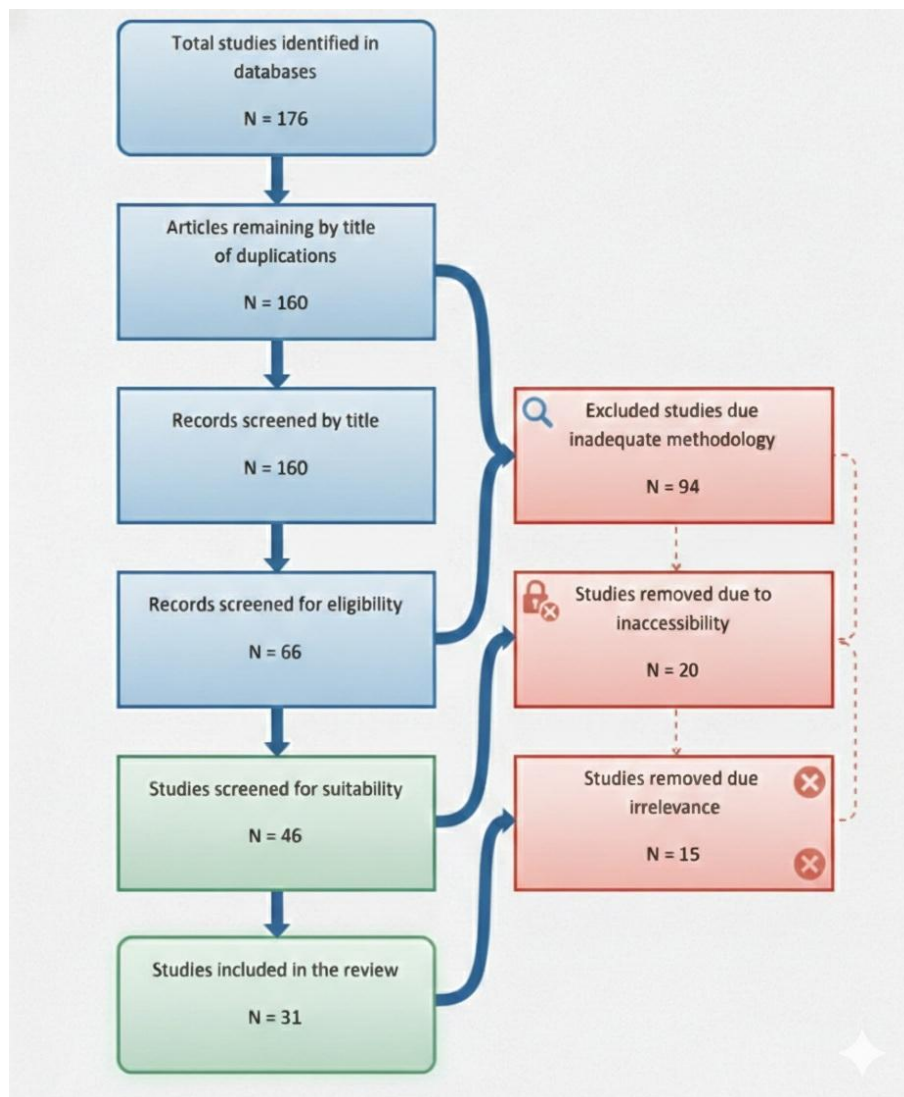 Total studies identified in
databases
N = 176
Articles remaining by title
of duplications
N = 160
Records screened by title
N = 160
Excluded studies due
inadequate methodology
N = 94
Records screened for eligibility
N = 66
Studies removed due to
inaccessibility
N = 20
Studies screened for suitability
N = 46
Studies removed due
irrelevance
N = 15
Studies included in the review
N = 31